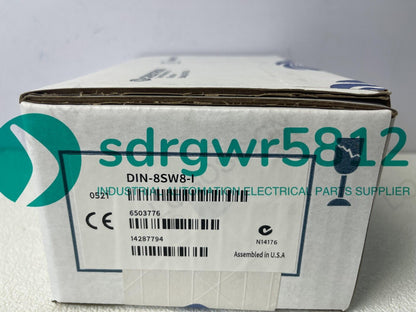 sdrgwr5812
INDUSTRIAL AUTOMATION ELECTRICAL PARTS SUPPLIER
DIN-8SW8-I
0521
6503776
14287794
CE
N14176
Assembled in U.S.A